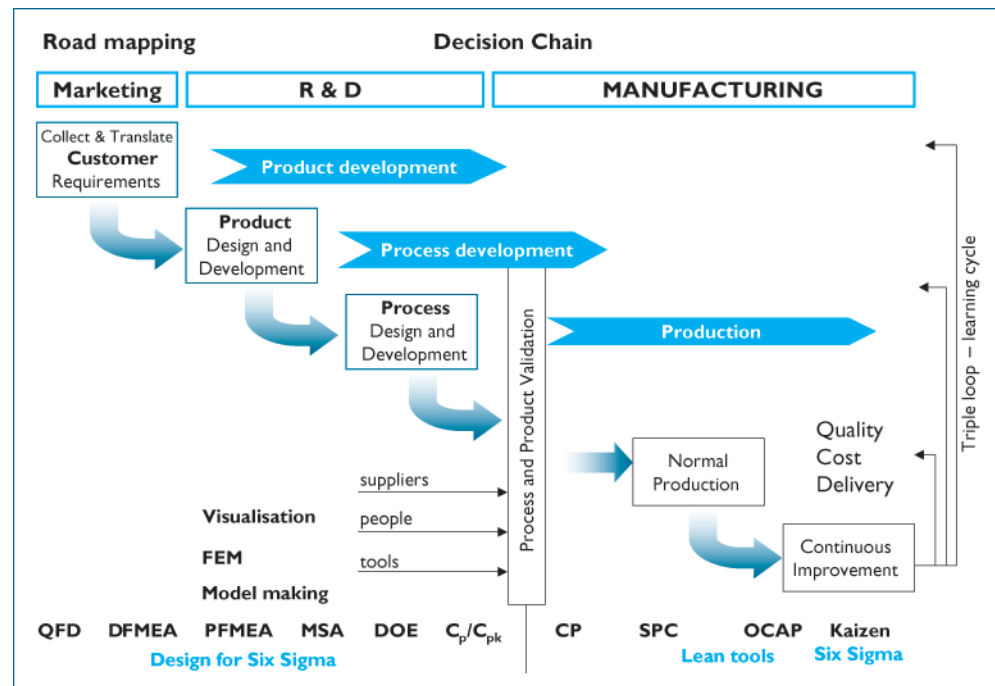 Road mapping
Decision Chain
Marketing
R & D
MANUFACTURING
Collect & Translate
Customer
Requirements
Product development
Product
Design and
Development
Process development
Process
Design and
Development
Production
Process and Product Validation
Triple loop – learning cycle
Quality
Cost
Delivery
Normal
Production
Continuous
Improvement
suppliers
people
tools
Visualisation
FEM
Model making
QFD DFMEA PFMEA MSA DOE Cp/Cpk CP SPC OCAP Kaizen
Design for Six Sigma
Lean tools
Six Sigma